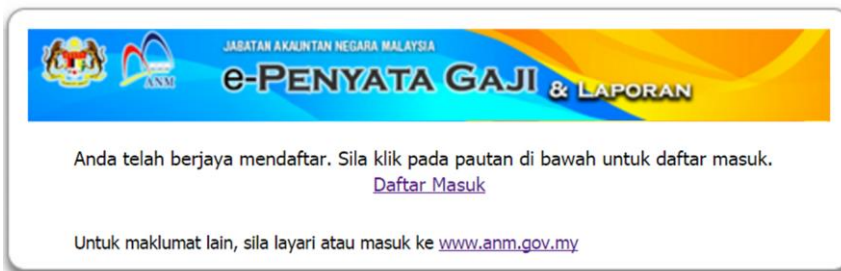 JABATAN AKAUNTAN NEGARA MALAYSIA
ANM
e-PENYATA GAJI & LAPORAN
Anda telah berjaya mendaftar. Sila klik pada pautan di bawah untuk daftar masuk.
Daftar Masuk
Untuk maklumat lain, sila layari atau masuk ke www.anm.gov.my